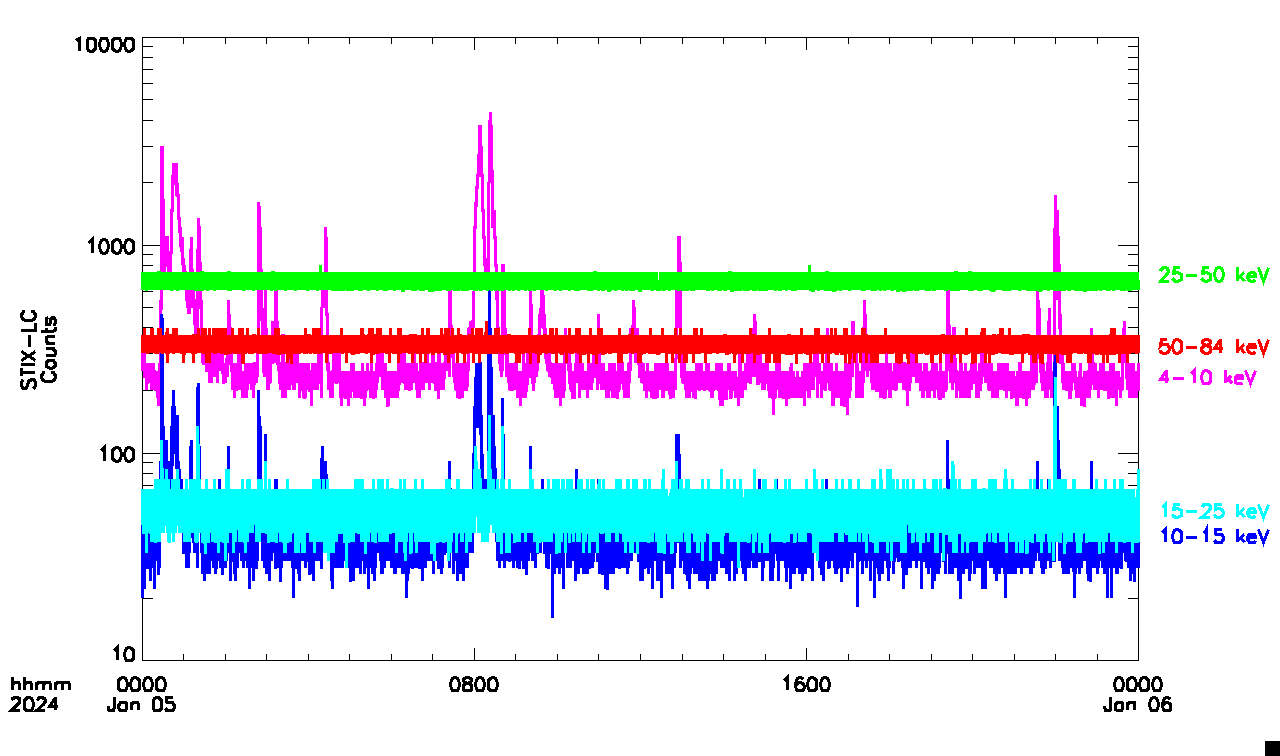 10000
1000
100
10
STIX-LC
Counts
25-50 keV
50-84 keV
4-10 keV
15-25 keV
10-15 keV
hhmm 0000 0800 1600 0000
2024 Jan 05 Jan 06